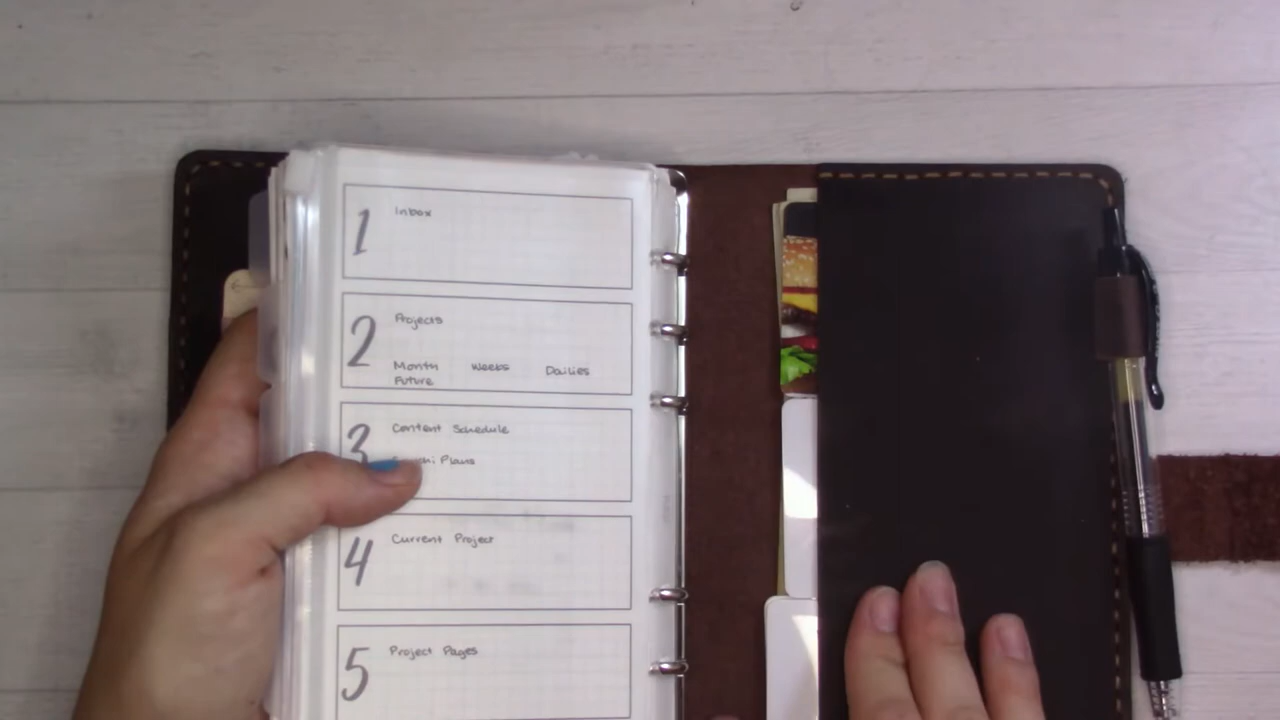 1
Inbox
2
Projects
Month Weeks Dailies
Future
3
Content Schedule
Plans
4
Current Project
5
Project Pages